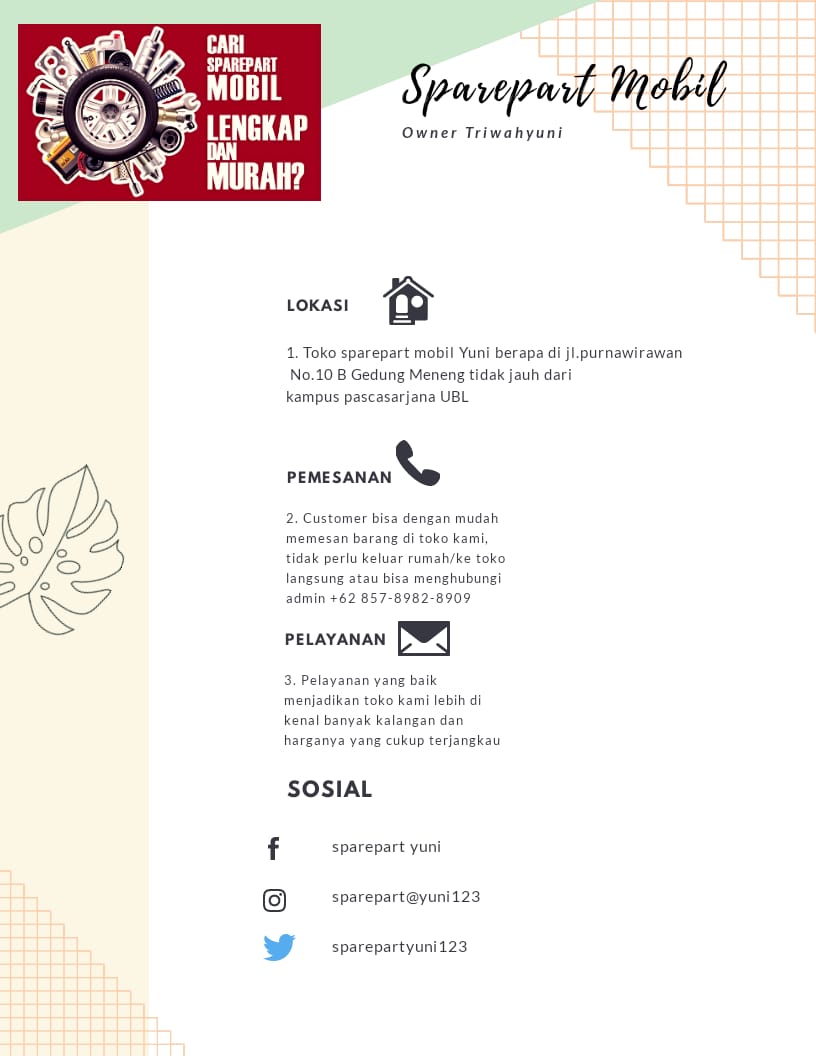 CARI
SPAREPART
MOBIL
LENGKAP
DAN
MURAH?
Sparepart Mobil
Owner Triwahyuni
LOKASI
1. Toko sparepart mobil Yuni berapa di jl.purnawirawan
No.10 B Gedung Meneng tidak jauh dari
kampus pascasarjana UBL
PEMESANAN
2. Customer bisa dengan mudah
memesan barang di toko kami,
tidak perlu keluar rumah/ke toko
langsung atau bisa menghubungi
admin +62 857-8982-8909
PELAYANAN
3. Pelayanan yang baik
menjadikan toko kami lebih di
kenal banyak kalangan dan
harganya yang cukup terjangkau
SOSIAL
sparepart yuni
sparepart@yuni123
sparepartyuni123